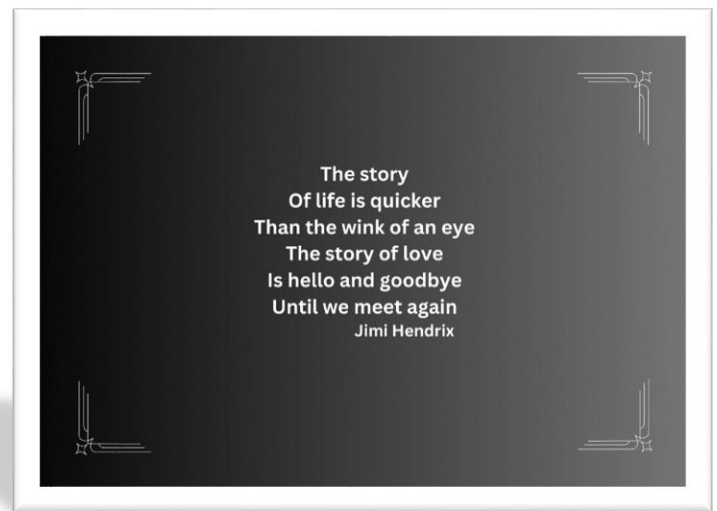 The story
Of life is quicker
Than the wink of an eye
The story of love
Is hello and goodbye
Until we meet again
Jimi Hendrix